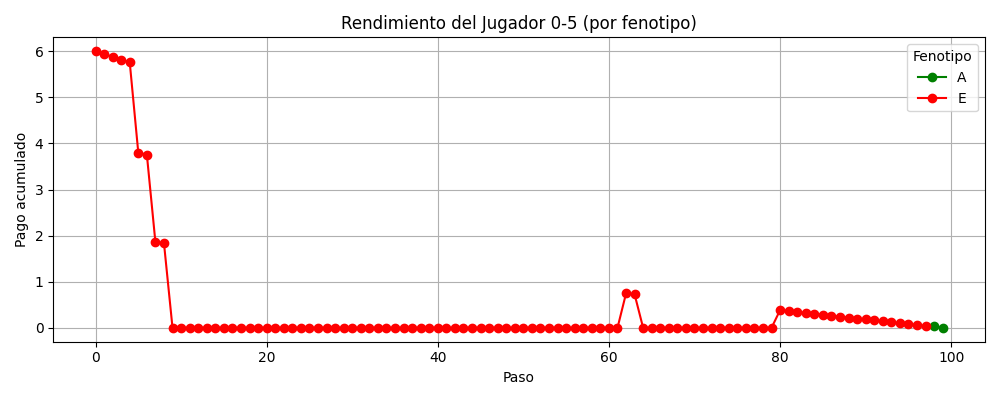 Rendimiento del Jugador 0-5 (por fenotipo)
Pago acumulado
6
5
4
3
2
1
0
0 20 40 60 80 100
Paso
Fenotipo
A
E